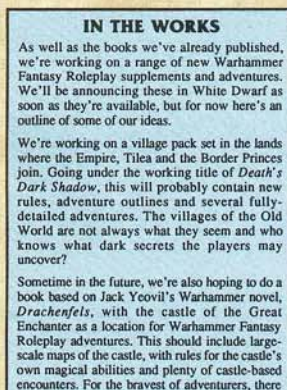 IN THE WORKS
As well as the books we've already published,
we're working on a range of new Warhammer
Fantasy Roleplay supplements and adventures.
We'll be announcing these in White Dwarf as
soon as they're available, but for now here's an
outline of some of our ideas.
We're working on a village pack set in the lands
where the Empire, Tilea and the Border Princes
join. Going under the working title of Death's
Dark Shadow, this will probably contain new
rules, adventure outlines and several fully-
detailed adventures. The villages of the Old
World are not always what they seem and who
knows what dark secrets the players may
uncover?
Sometime in the future, we're also hoping to do a
book based on Jack Yeovil's Warhammer novel,
Drachenfels, with the castle of the Great
Enchanter as a location for Warhammer Fantasy
Roleplay adventures. This should include large-
scale maps of the castle, with rules for the castle's
own magical abilities and plenty of castle-based
encounters. For the bravest of adventurers, there